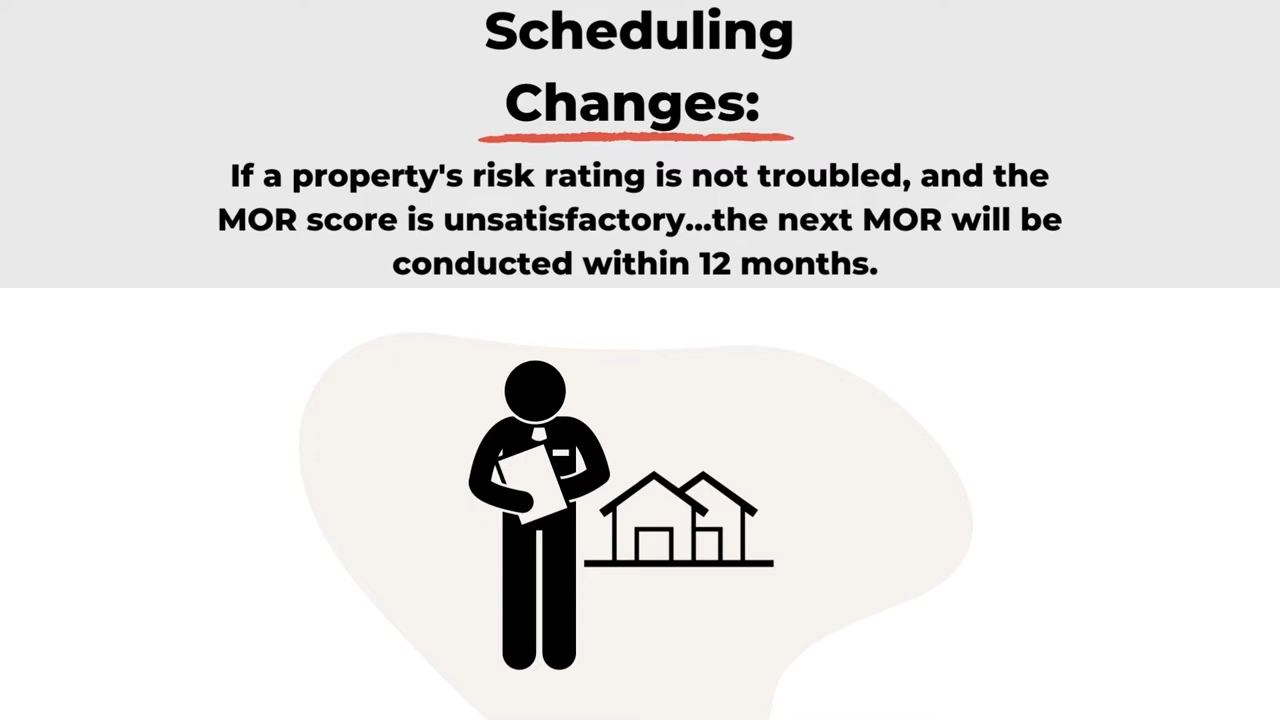 Scheduling
Changes:
If a property's risk rating is not troubled, and the
MOR score is unsatisfactory...the next MOR will be
conducted within 12 months.